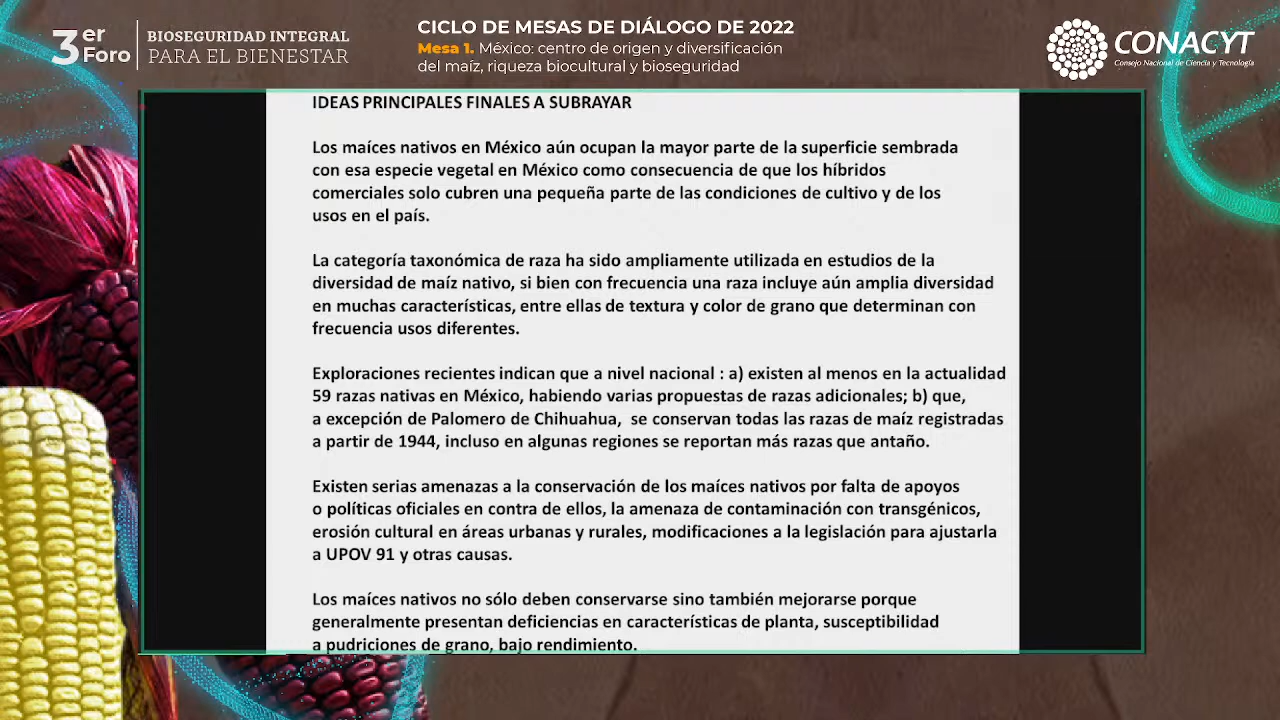 3er Foro
BIOSEGURIDAD INTEGRAL
PARA EL BIENESTAR
CICLO DE MESAS DE DIÁLOGO DE 2022
Mesa 1. México: centro de origen y diversificación
del maíz, riqueza biocultural y bioseguridad
CONACYT
Consejo Nacional de Ciencia y Tecnología
IDEAS PRINCIPALES FINALES A SUBRAYAR
Los maíces nativos en México aún ocupan la mayor parte de la superficie sembrada
con esa especie vegetal en México como consecuencia de que los híbridos
comerciales solo cubren una pequeña parte de las condiciones de cultivo y de los
usos en el país.
La categoría taxonómica de raza ha sido ampliamente utilizada en estudios de la
diversidad de maíz nativo, si bien con frecuencia una raza incluye aún amplia diversidad
en muchas características, entre ellas de textura y color de grano que determinan con
frecuencia usos diferentes.
Exploraciones recientes indican que a nivel nacional : a) existen al menos en la actualidad
59 razas nativas en México, habiendo varias propuestas de razas adicionales; b) que,
a excepción de Palomero de Chihuahua, se conservan todas las razas de maíz registradas
a partir de 1944, incluso en algunas regiones se reportan más razas que antaño.
Existen serias amenazas a la conservación de los maíces nativos por falta de apoyos
o políticas oficiales en contra de ellos, la amenaza de contaminación con transgénicos,
erosión cultural en áreas urbanas y rurales, modificaciones a la legislación para ajustarla
a UPOV 91 y otras causas.
Los maíces nativos no sólo deben conservarse sino también mejorarse porque
generalmente presentan deficiencias en características de planta, susceptibilidad
a pudriciones de grano, bajo rendimiento.